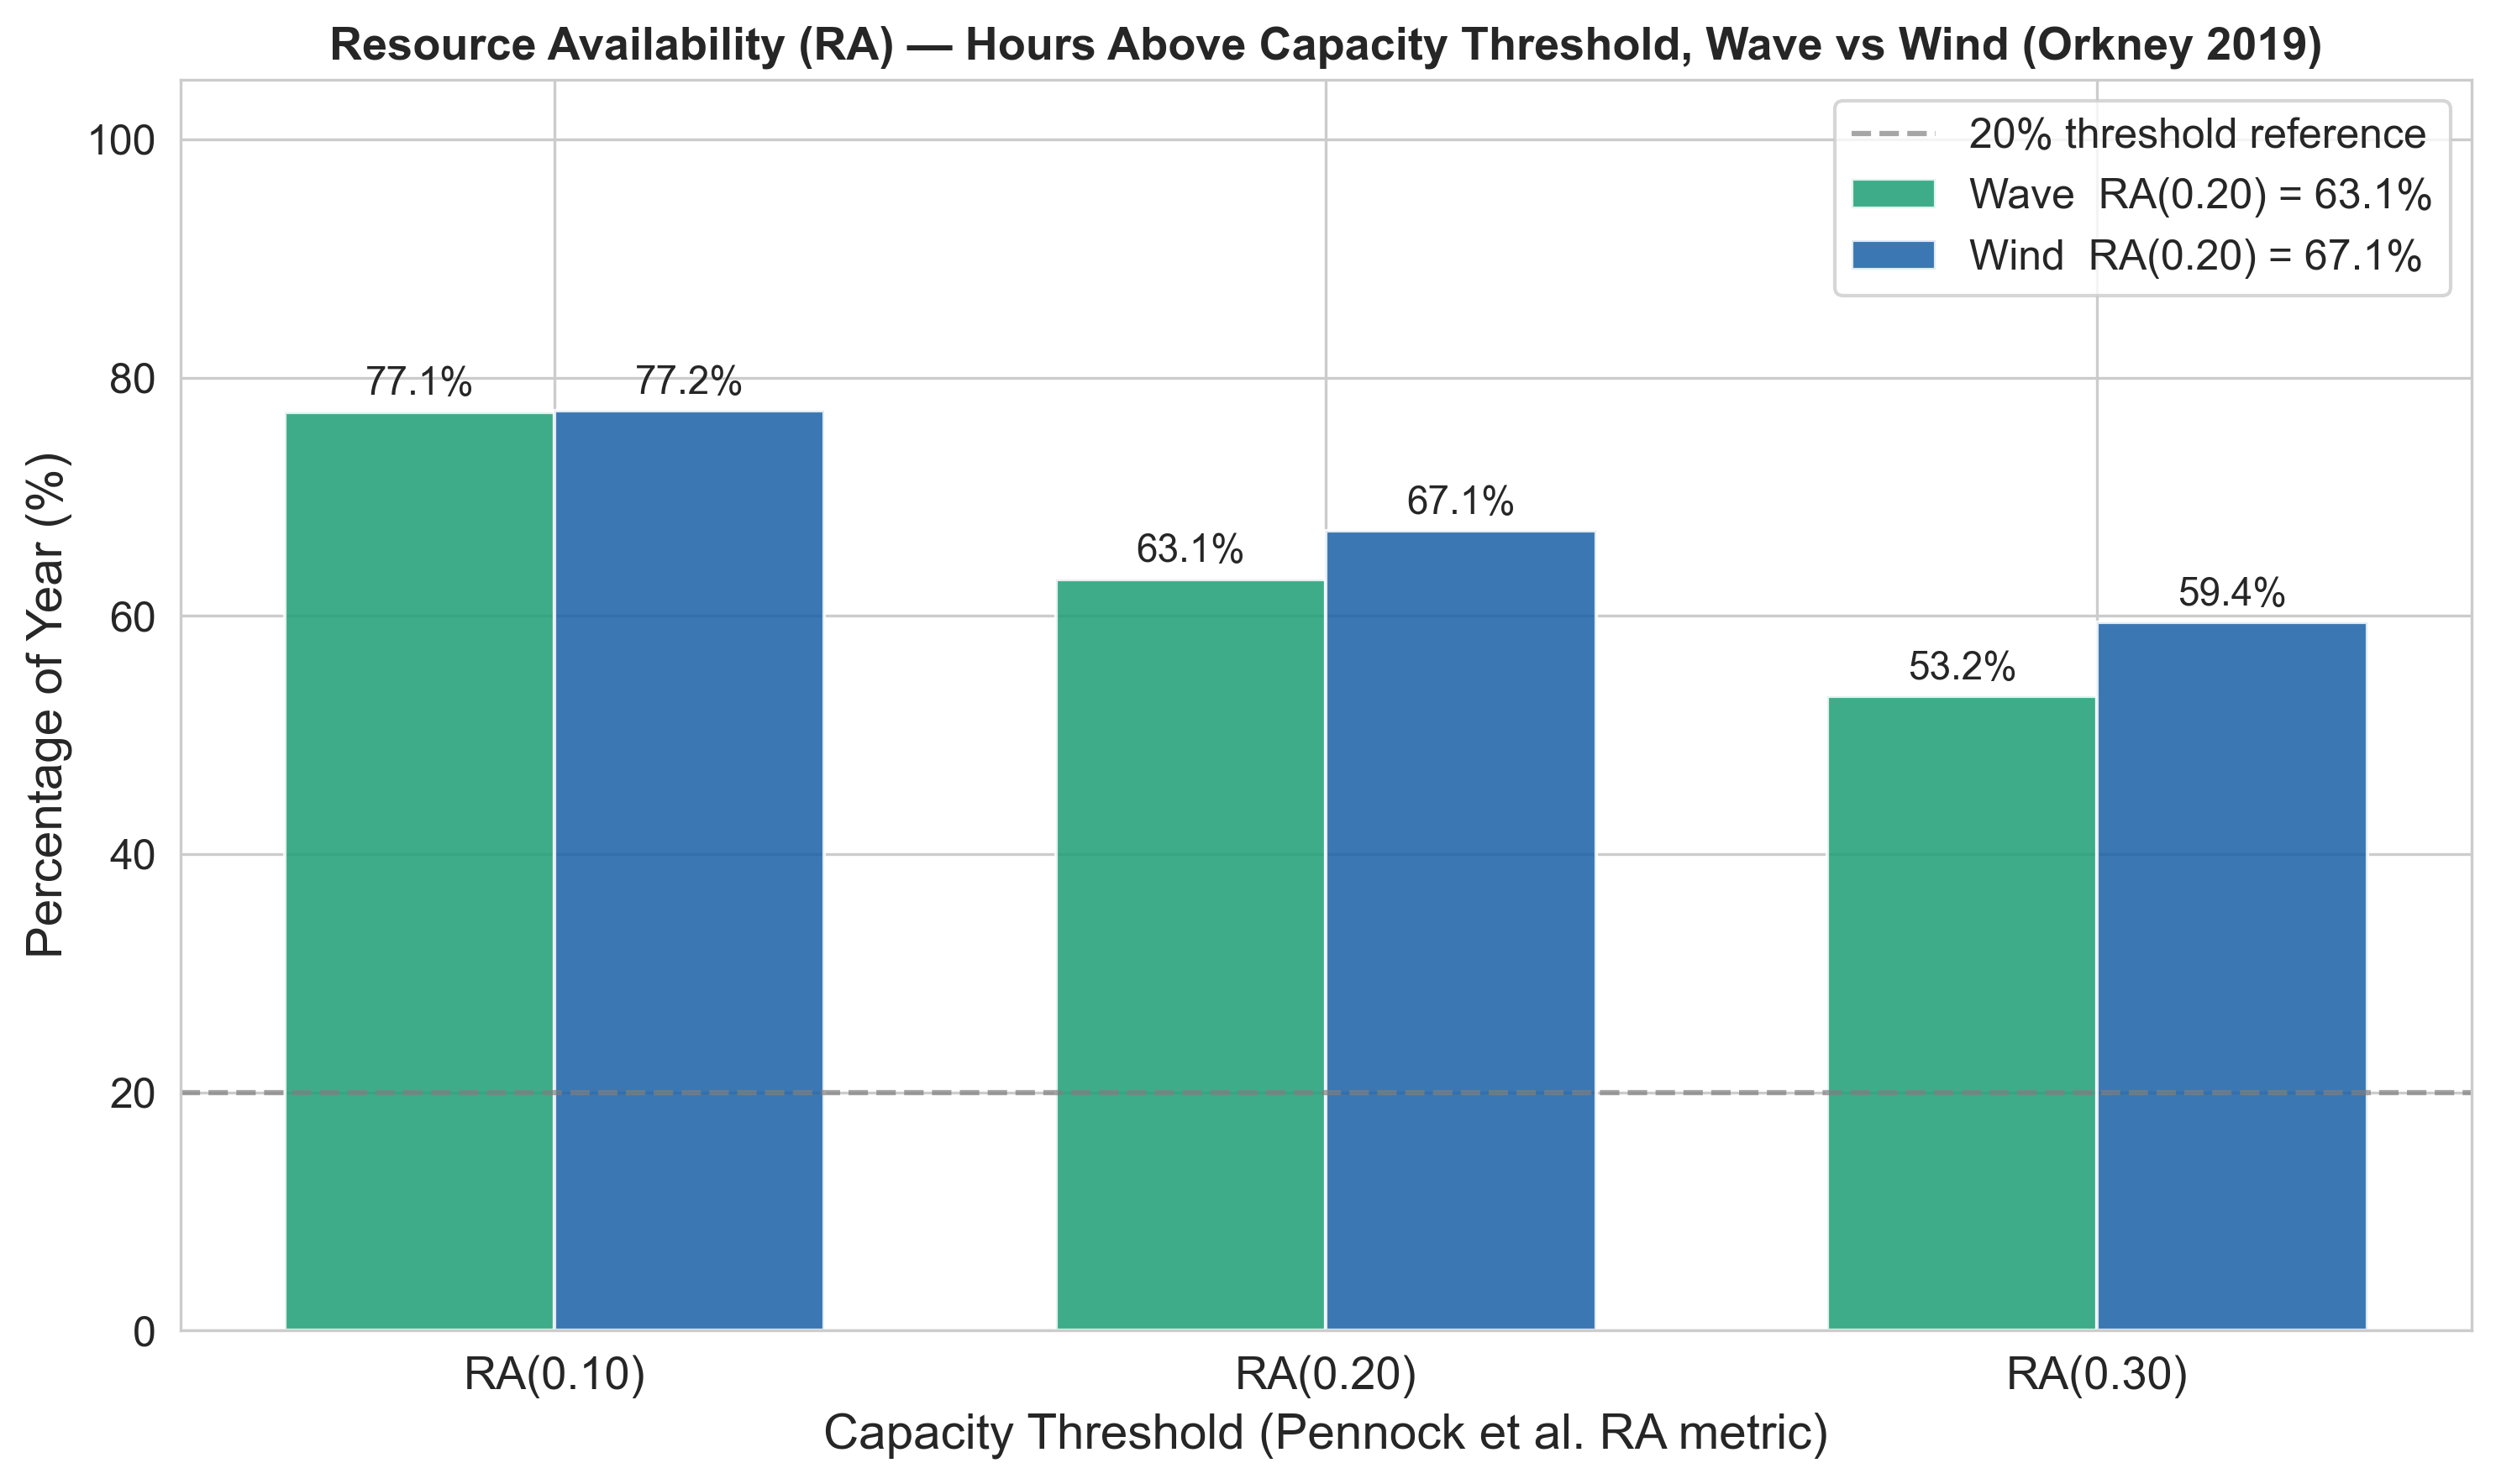 Resource Availability (RA) — Hours Above Capacity Threshold, Wave vs Wind (Orkney 2019)
20% threshold reference
Wave RA(0.20) = 63.1%
Wind RA(0.20) = 67.1%
Percentage of Year (%)
100
80
60
40
20
0
77.1%
77.2%
63.1%
67.1%
53.2%
59.4%
RA(0.10)
RA(0.20)
RA(0.30)
Capacity Threshold (Pennock et al. RA metric)